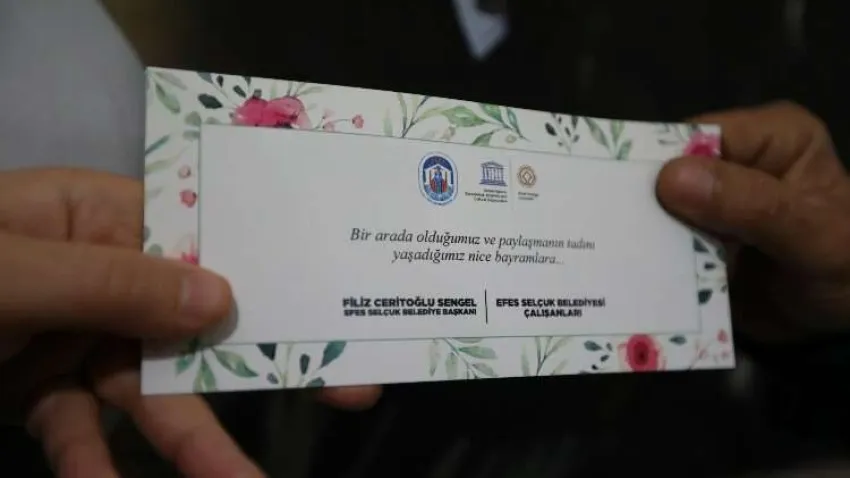 Bir arada olduğumuz ve paylaşmanın tadını
yaşadığımız nice bayramlara...
FİLİZ CERİTOĞLU SENGEL
EFES SELÇUK BELEDİYE BAŞKANI
EFES SELÇUK BELEDİYESİ
ÇALIŞANLARI